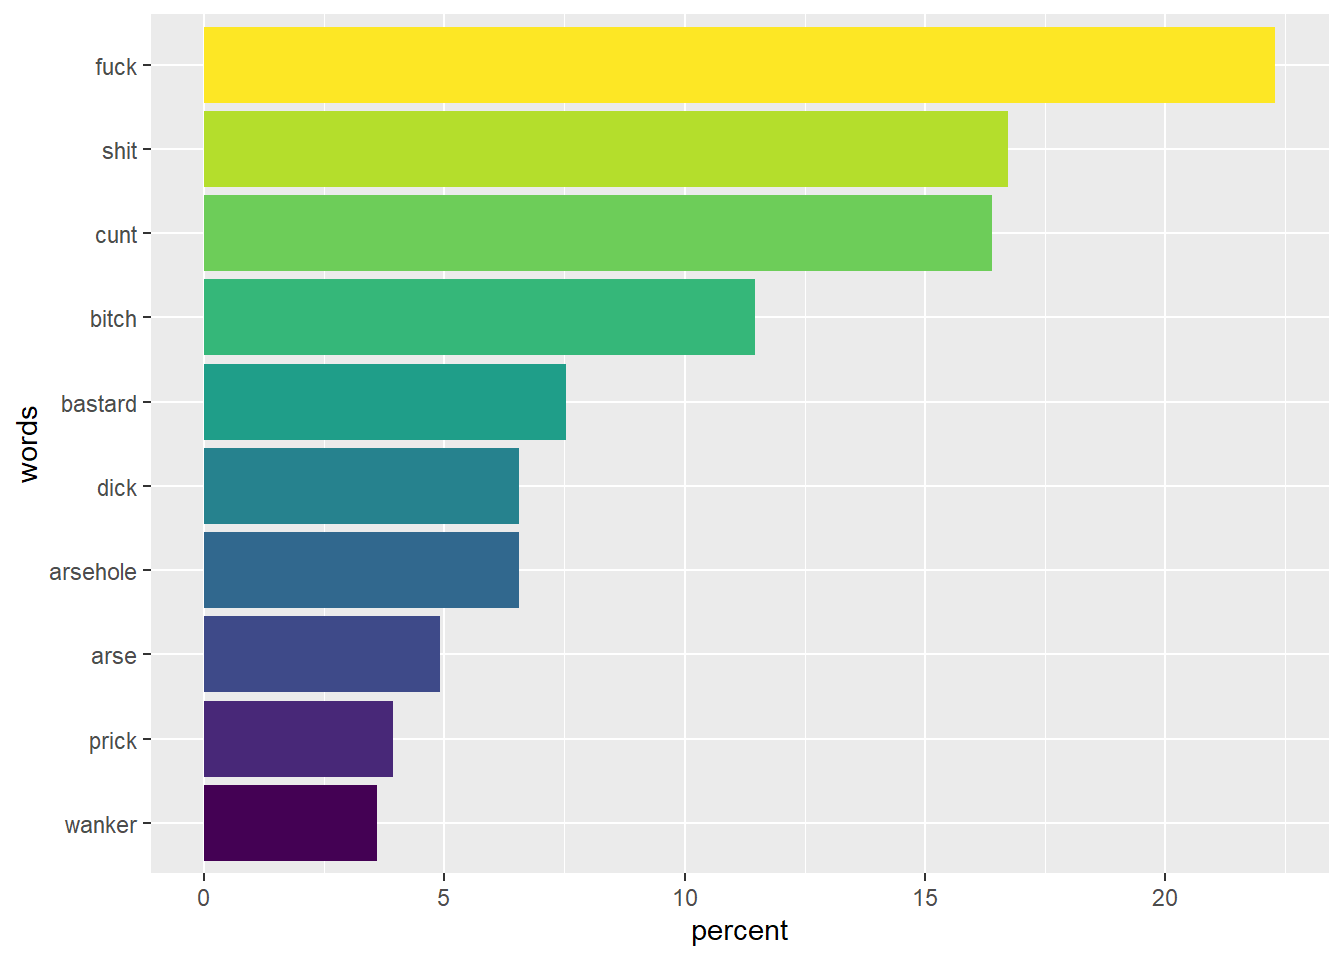 fuck
shit
cunt
bitch
bastard
dick
arsehole
arse
prick
wanker
words
0 5 10 15 20
percent